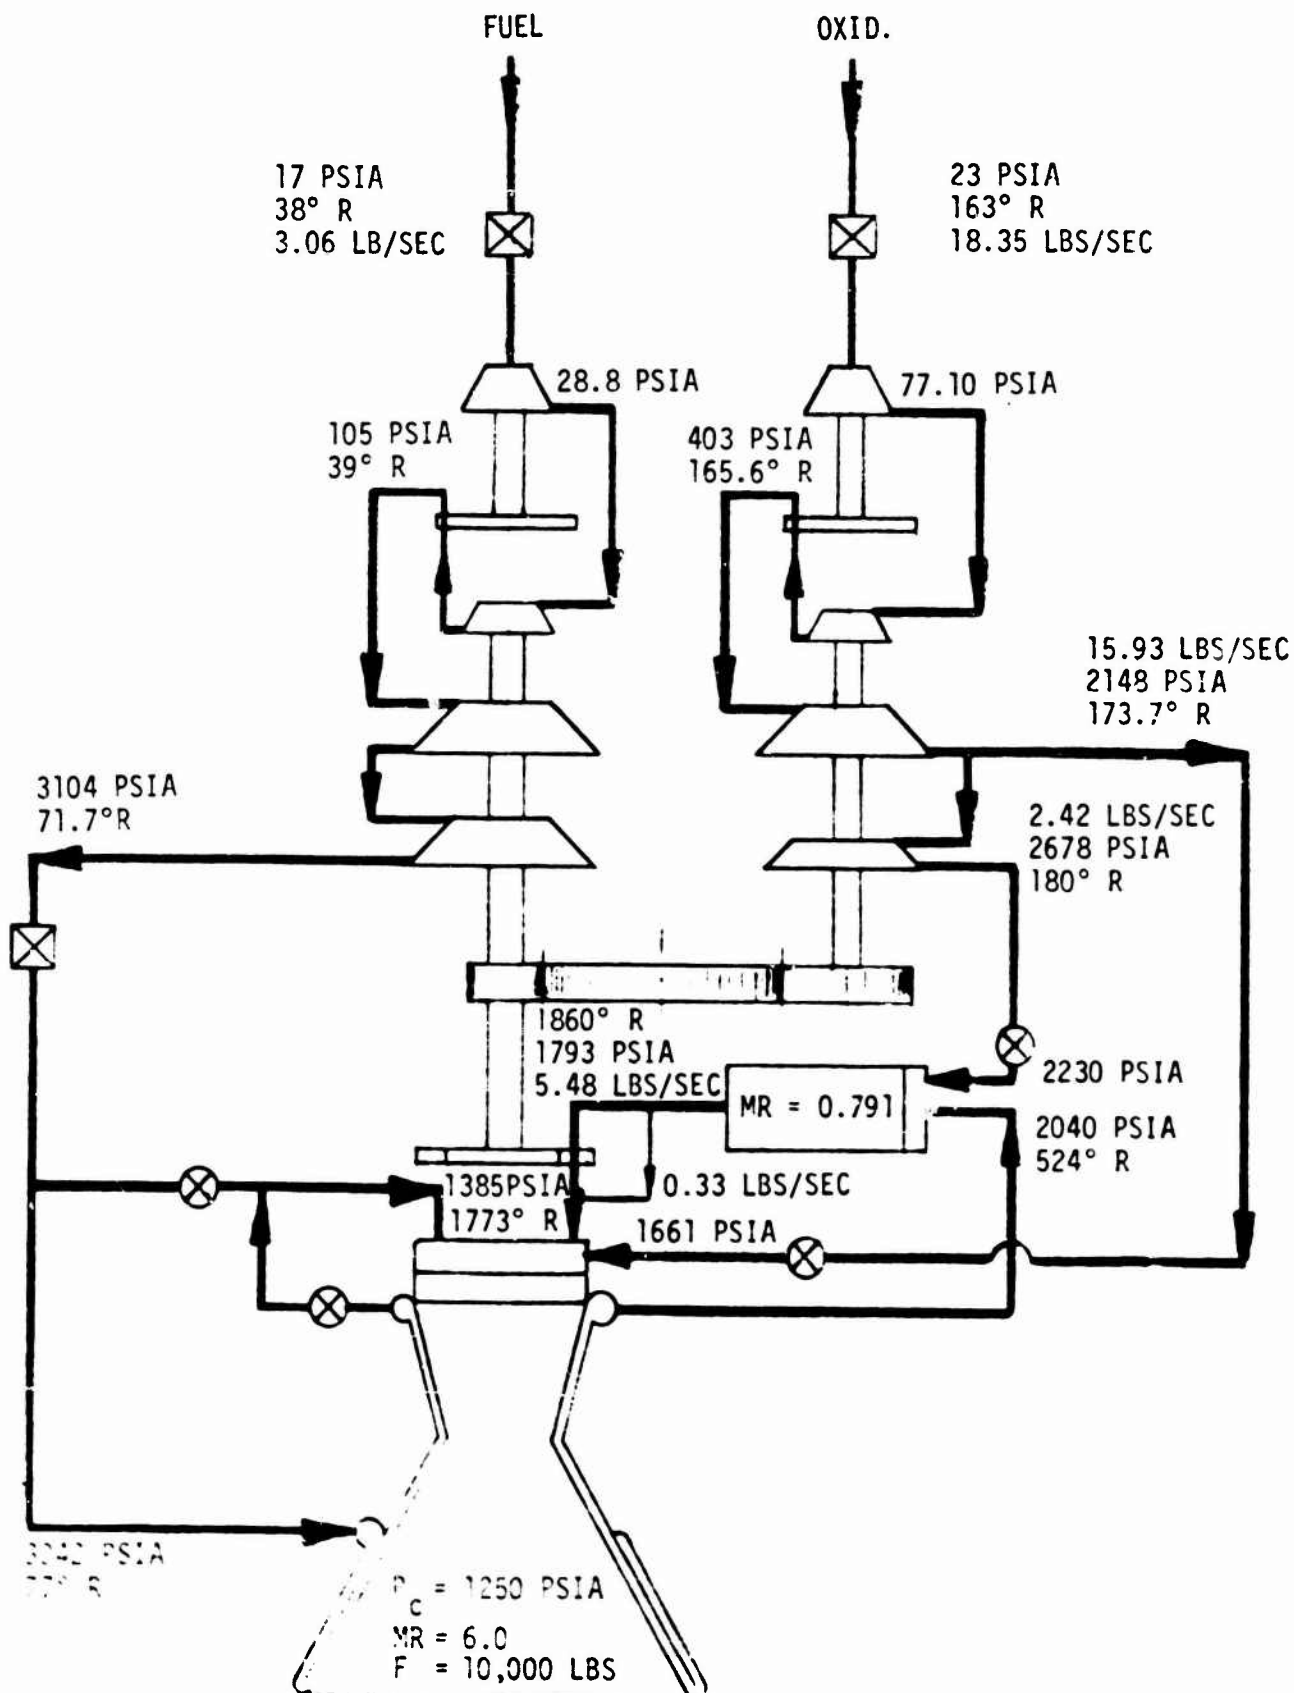 FUEL
OXID.
17 PSIA
38° R
3.06 LB/SEC
23 PSIA
163° R
18.35 LBS/SEC
28.8 PSIA
77.10 PSIA
105 PSIA
39° R
403 PSIA
165.6° R
15.93 LBS/SEC
2148 PSIA
173.7° R
3104 PSIA
71.7°R
2.42 LBS/SEC
2678 PSIA
180° R
1860° R
1793 PSIA
5.48 LBS/SEC
2230 PSIA
MR = 0.791
2040 PSIA
524° R
1385PSIA
1773° R
0.33 LBS/SEC
1661 PSIA
PSIA
R
P
c = 1250 PSIA
MR = 6.0
F = 10,000 LBS